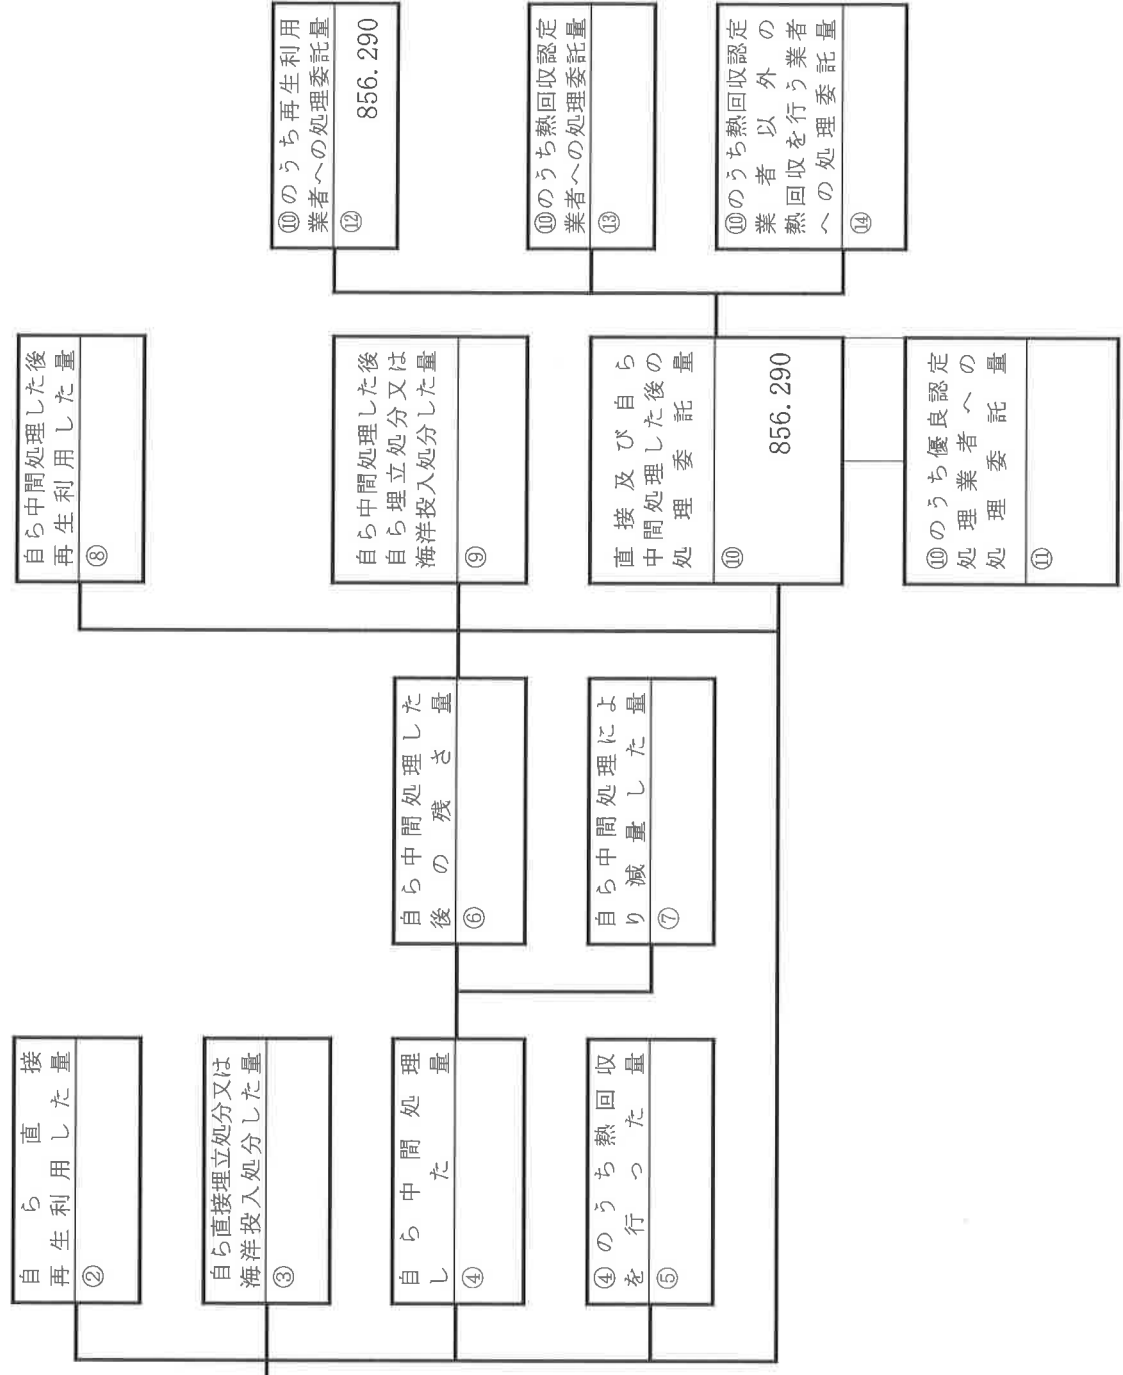 自ら直接
再生利用した量
②
自ら直接埋立処分又は
海洋投入処分した量
③
自ら中間処理
した量
④
④のうち熱回収
を行った量
⑤
自ら中間処理した
後の残さ量
⑥
自ら中間処理によ
り減量した量
⑦
自ら中間処理した後
再生利用した量
⑧
自ら中間処理した後
自ら埋立処分又は
海洋投入処分した量
⑨
直接及び自ら
中間処理した後の
処理委託量
⑩
856.290
⑩のうち優良認定
処理業者への
処理委託量
⑪
⑩のうち再生利用
業者への処理委託量
⑫
856.290
⑩のうち熱回収認定
業者への処理委託量
⑬
⑩のうち熱回収認定
業者以外の
熱回収を行う業者
への処理委託量
⑭